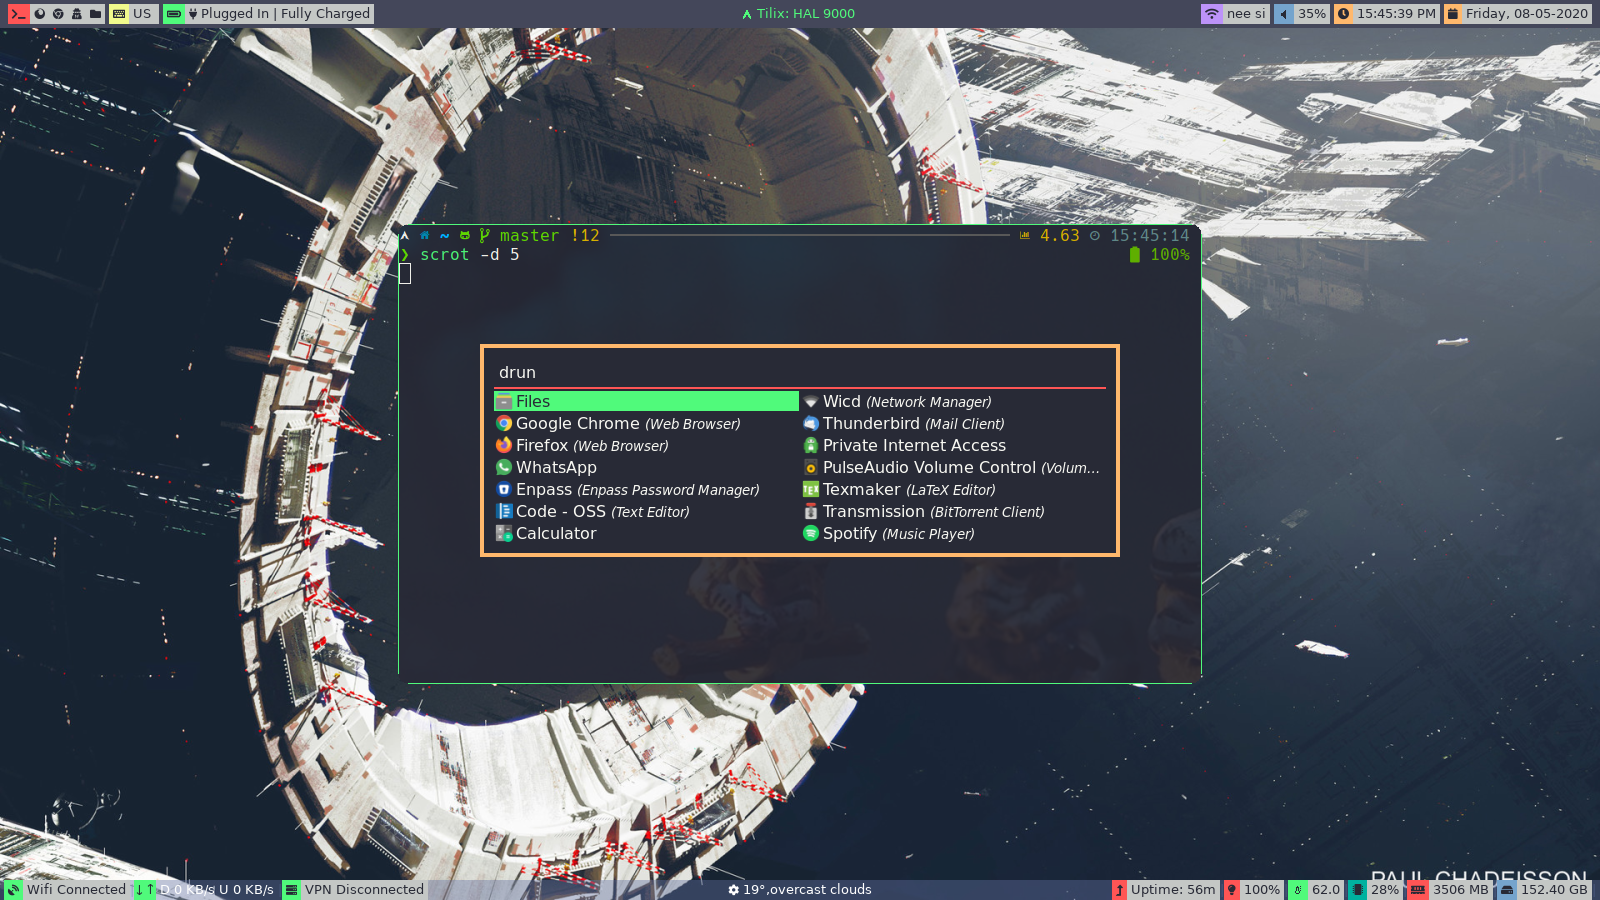 US
Plugged In | Fully Charged
Tilix: HAL 9000
nee si
35%
15:45:39 PM
Friday, 08-05-2020
~ master !12
4.63 15:45:14
❯ scrot -d 5
100%
drun
Files
Google Chrome (Web Browser)
Firefox (Web Browser)
WhatsApp
Enpass (Enpass Password Manager)
Code - OSS (Text Editor)
Calculator
Wicd (Network Manager)
Thunderbird (Mail Client)
Private Internet Access
PulseAudio Volume Control (Volum...
Texmaker (LaTeX Editor)
Transmission (BitTorrent Client)
Spotify (Music Player)
PAUL CHADEISSON
Wifi Connected
↓↑ D 0 KB/s U 0 KB/s
VPN Disconnected
19°,overcast clouds
Uptime: 56m
100%
62.0
28%
3506 MB
152.40 GB